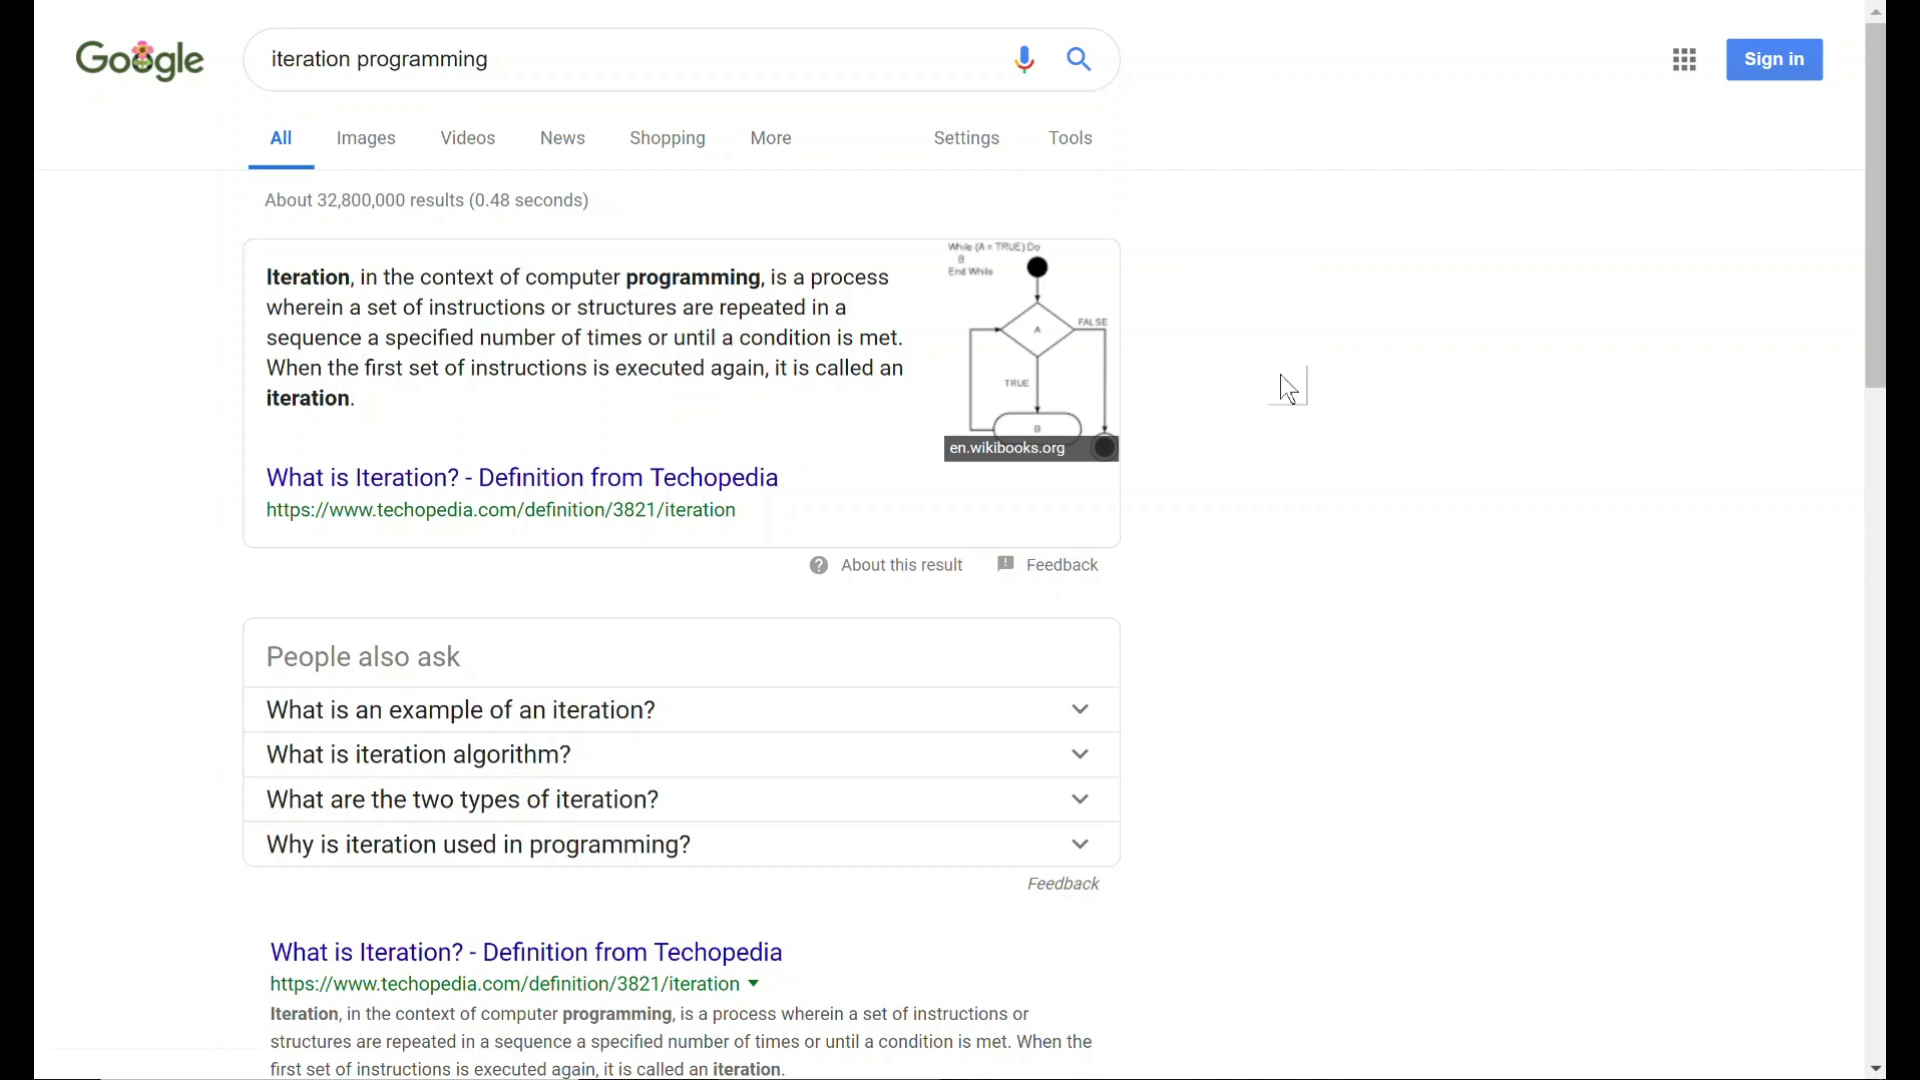 Google
iteration programming
Sign in
All Images Videos News Shopping More Settings Tools
About 32,800,000 results (0.48 seconds)
Iteration, in the context of computer programming, is a process
wherein a set of instructions or structures are repeated in a
sequence a specified number of times or until a condition is met.
When the first set of instructions is executed again, it is called an
iteration.
While (A = TRUE) Do
B
End While
A
FALSE
TRUE
B
en.wikibooks.org
What is Iteration? - Definition from Techopedia
https://www.techopedia.com/definition/3821/iteration
About this result Feedback
People also ask
What is an example of an iteration?
What is iteration algorithm?
What are the two types of iteration?
Why is iteration used in programming?
Feedback
What is Iteration? - Definition from Techopedia
https://www.techopedia.com/definition/3821/iteration
Iteration, in the context of computer programming, is a process wherein a set of instructions or
structures are repeated in a sequence a specified number of times or until a condition is met. When the
first set of instructions is executed again, it is called an iteration.